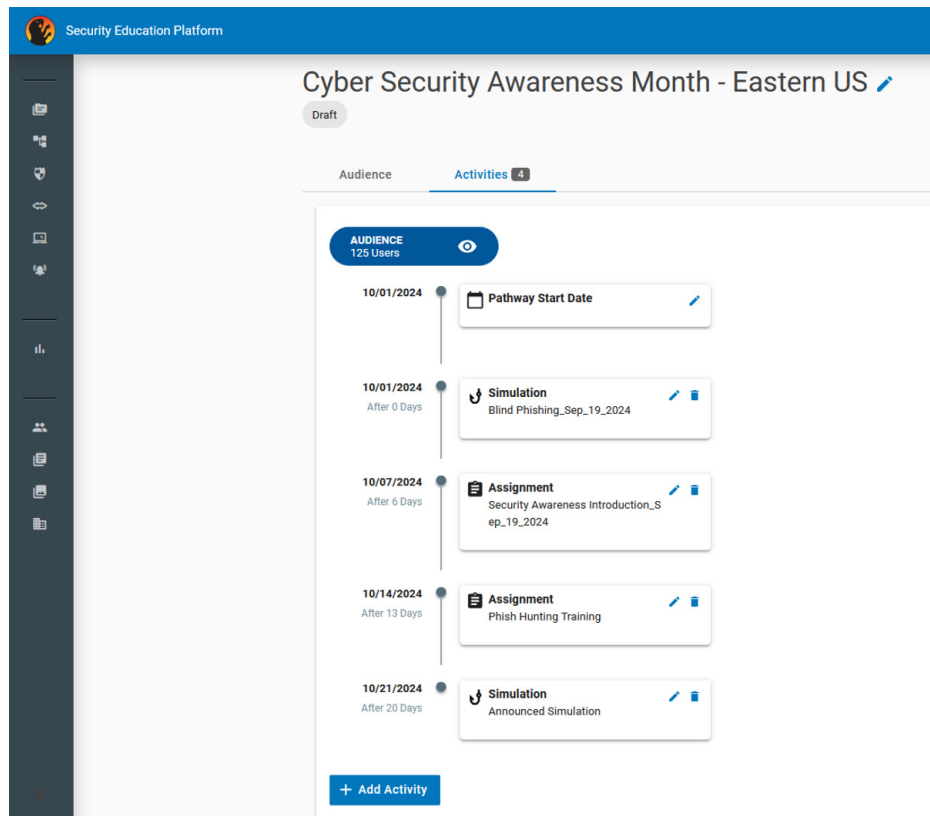 Security Education Platform
Cyber Security Awareness Month - Eastern US
Draft
Audience
Activities 4
AUDIENCE
125 Users
10/01/2024
Pathway Start Date
10/01/2024
After 0 Days
Simulation
Blind Phishing_Sep_19_2024
10/07/2024
After 6 Days
Assignment
Security Awareness Introduction_S
ep_19_2024
10/14/2024
After 13 Days
Assignment
Phish Hunting Training
10/21/2024
After 20 Days
Simulation
Announced Simulation
+ Add Activity